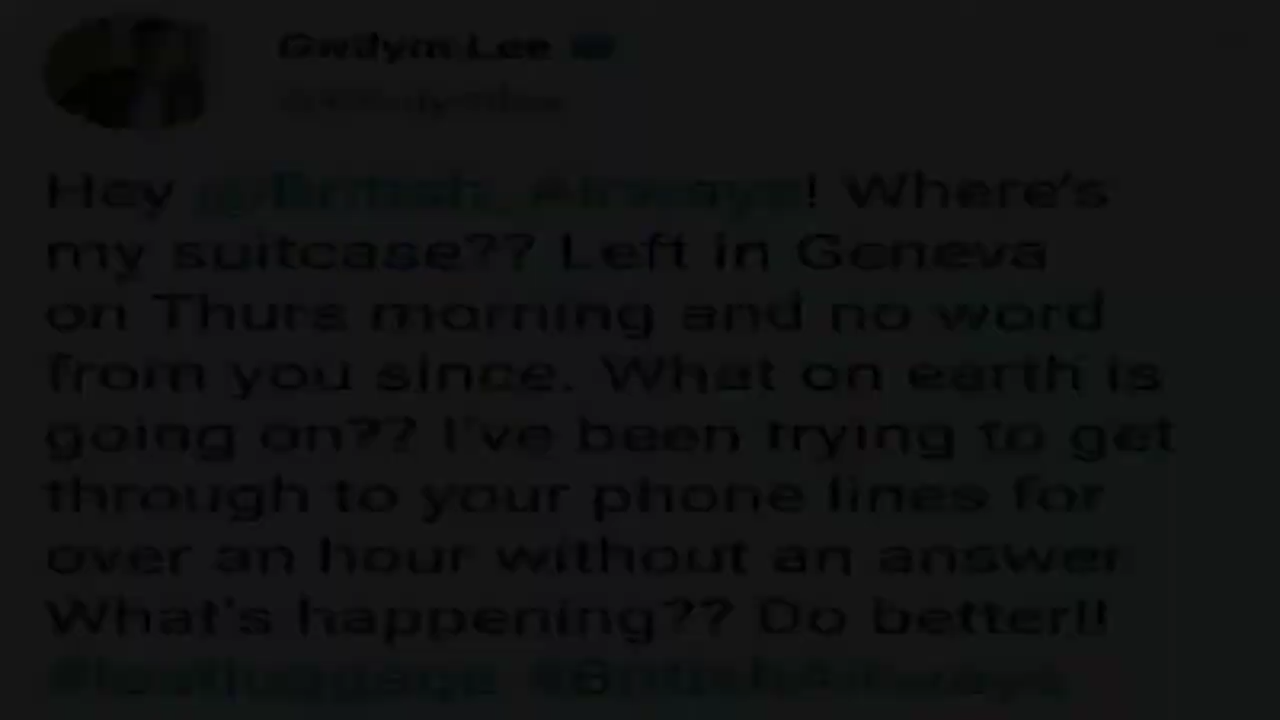 Gwilym Lee
Hey @British_Airways! Where's
my suitcase?? Left in Geneva
on Thurs morning and no word
from you since. What on earth is
going on?? I've been trying to get
through to your phone lines for
over an hour without an answer
What's happening?? Do better!!
#lostluggage #BritishAirways